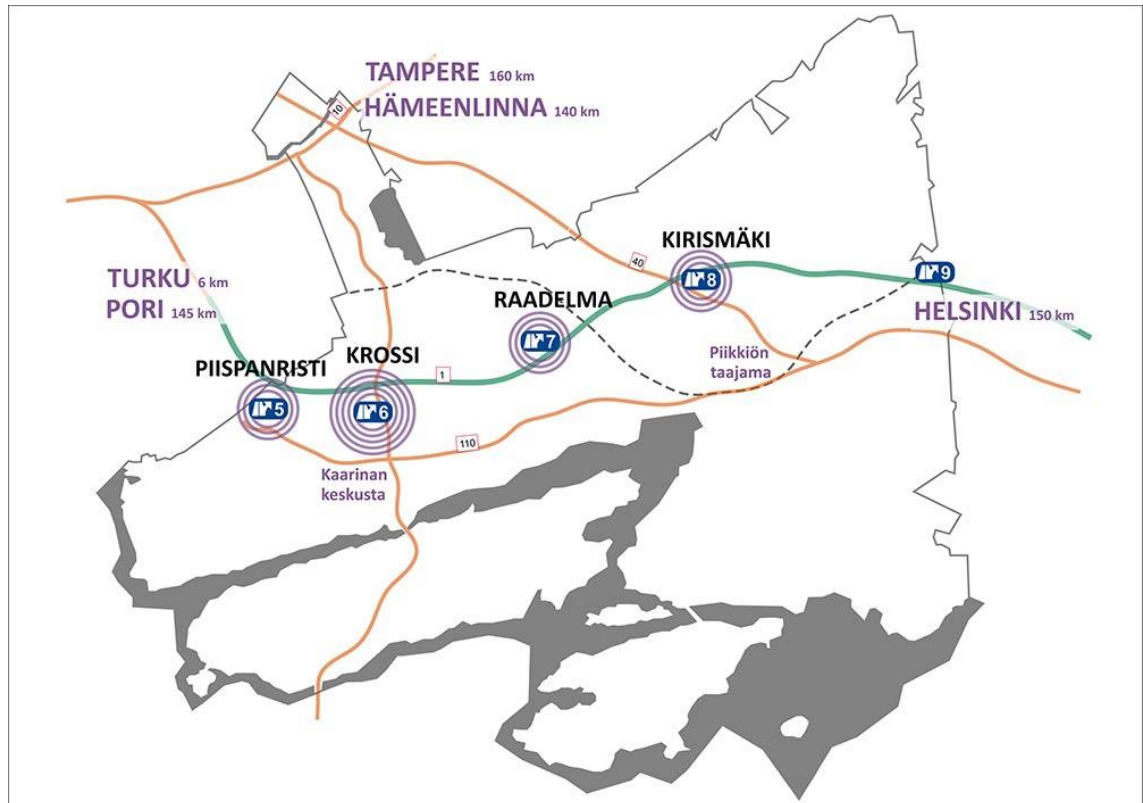 TAMPERE 160 km
HÄMEENLINNA 140 km
10
KIRISMÄKI
40
8
9
TURKU 6 km
PORI 145 km
RAADELMA
7
HELSINKI 150 km
PIISPANRISTI
KROSSI
1
Piikkiön
taajama
5
6
110
Kaarinan
keskusta